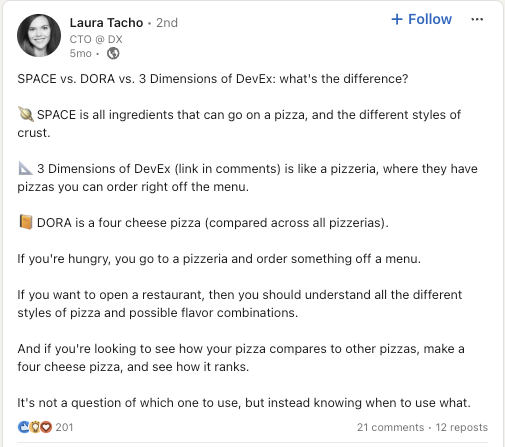 Laura Tacho • 2nd
+ Follow
...
CTO @ DX
5mo •
SPACE vs. DORA vs. 3 Dimensions of DevEx: what's the difference?
🪐 SPACE is all ingredients that can go on a pizza, and the different styles of
crust.
📐 3 Dimensions of DevEx (link in comments) is like a pizzeria, where they have
pizzas you can order right off the menu.
📔 DORA is a four cheese pizza (compared across all pizzerias).
If you're hungry, you go to a pizzeria and order something off a menu.
If you want to open a restaurant, then you should understand all the different
styles of pizza and possible flavor combinations.
And if you're looking to see how your pizza compares to other pizzas, make a
four cheese pizza, and see how it ranks.
It's not a question of which one to use, but instead knowing when to use what.
201
21 comments • 12 reposts